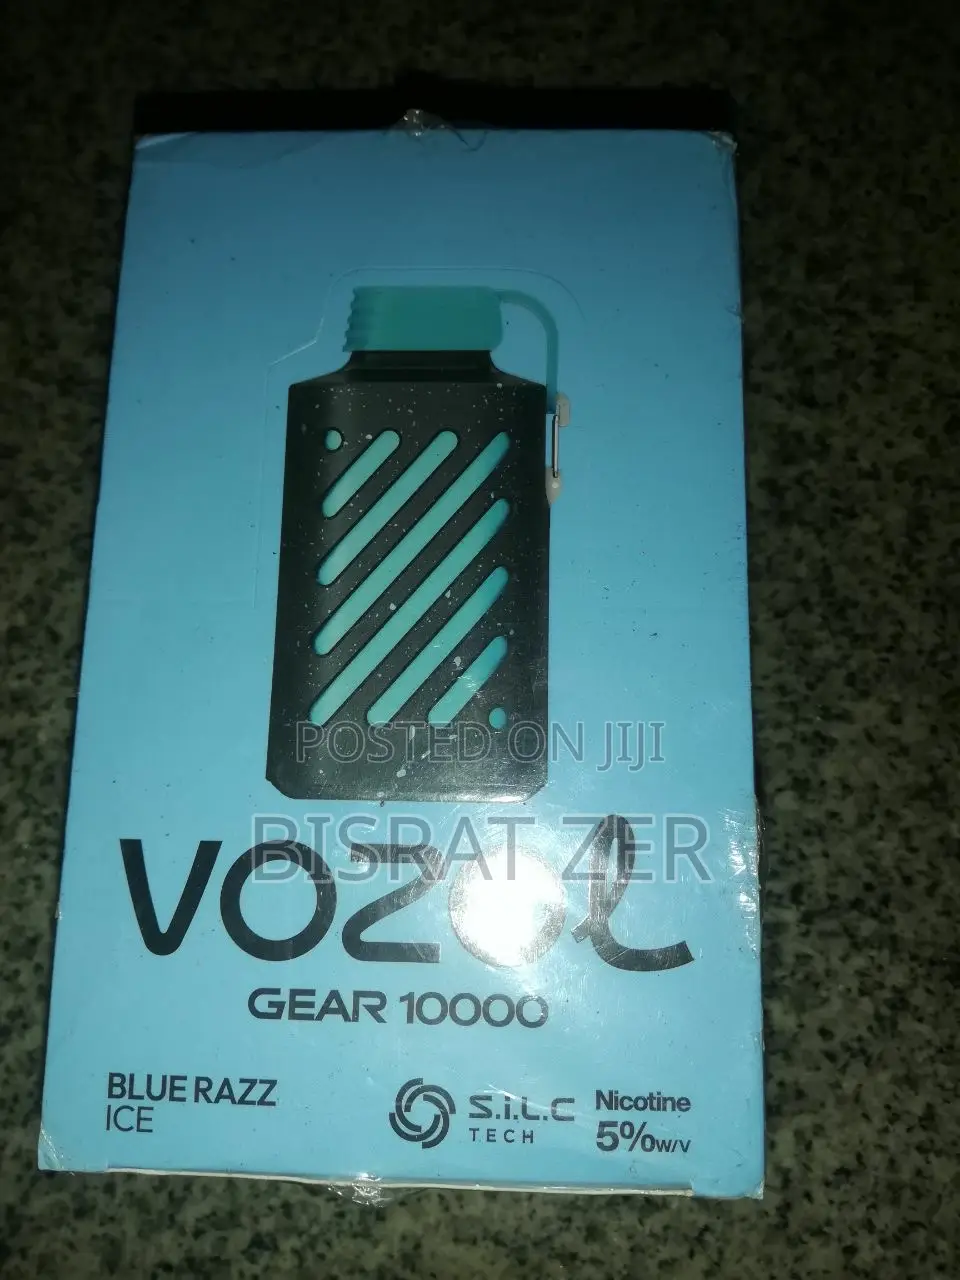 POSTED ON JIJI
BISRAT ZER
VOZOL
GEAR 10000
BLUE RAZZ
ICE
S.i.L.C
TECH
Nicotine
5%w/v